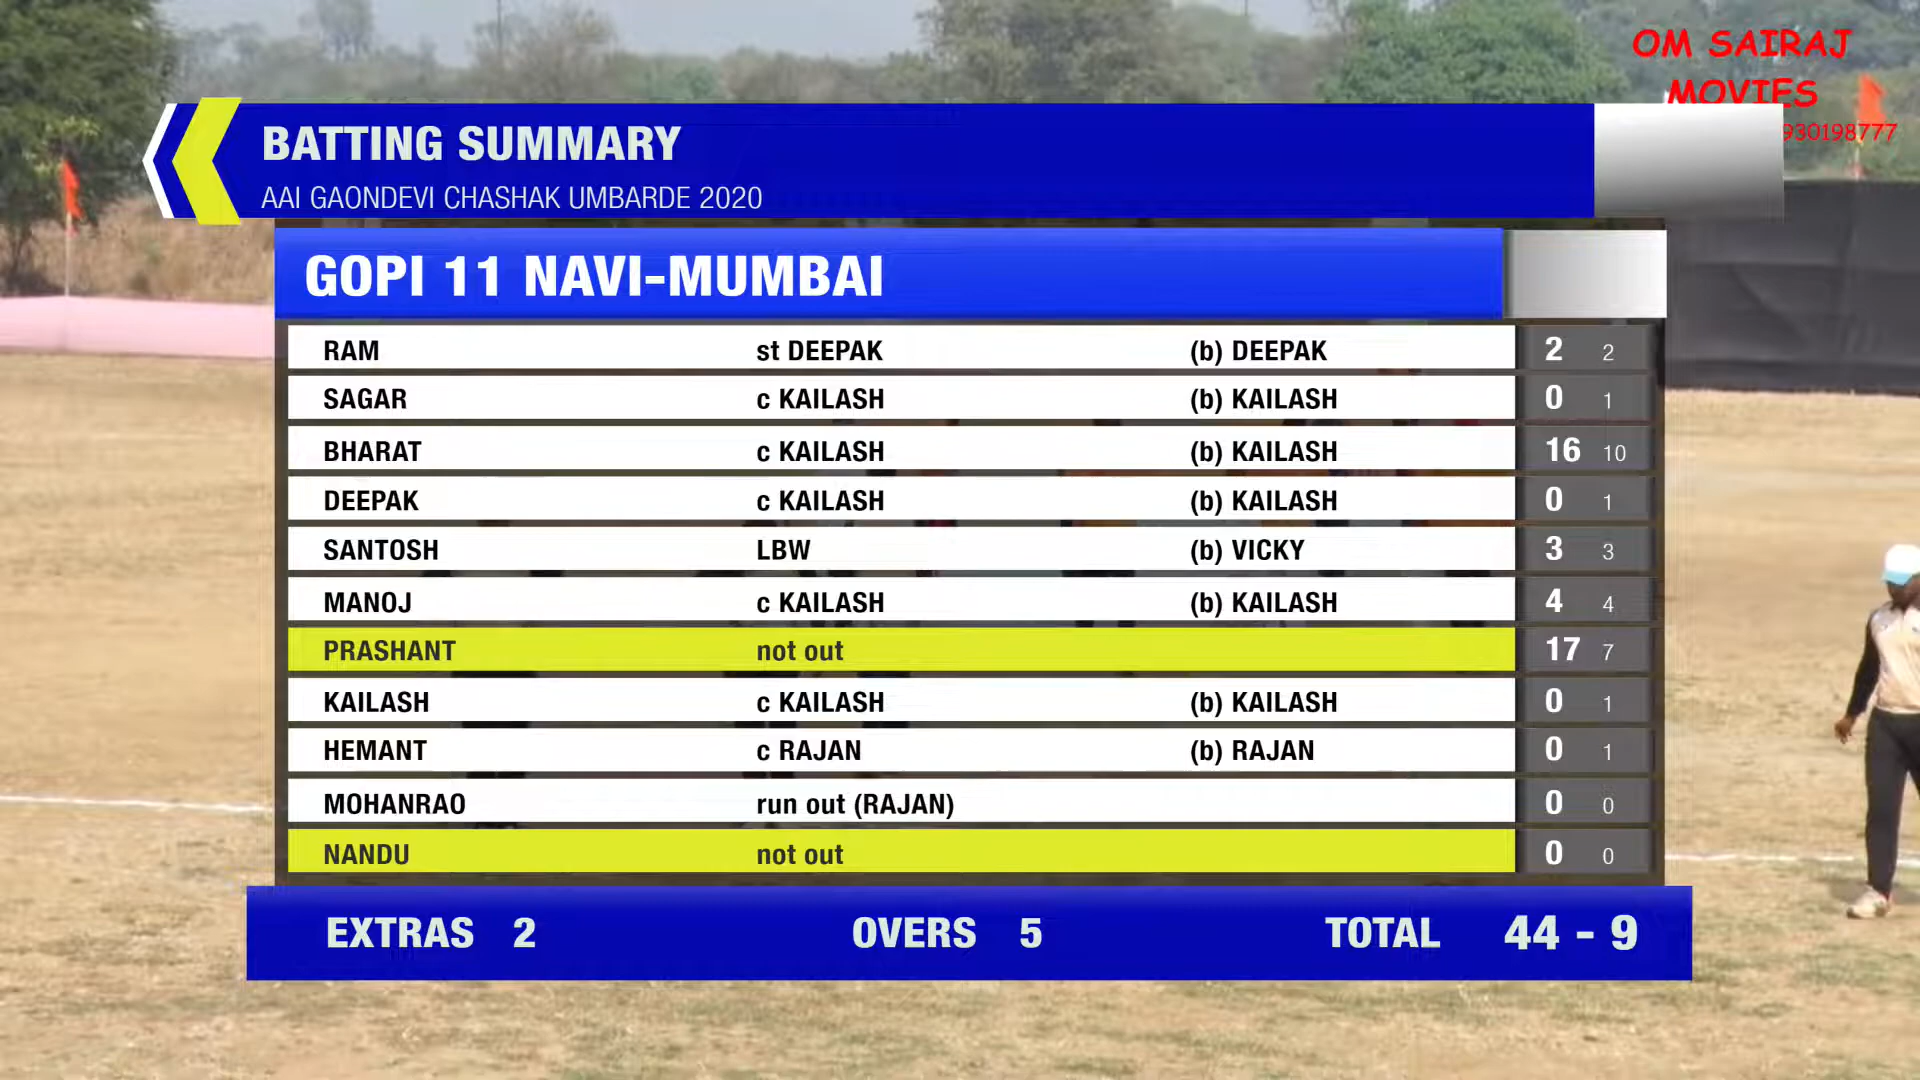 OM SAIRAJ
MOVIES
930198777
BATTING SUMMARY
AAI GAONDEVI CHASHAK UMBARDE 2020
GOPI 11 NAVI-MUMBAI
RAM st DEEPAK (b) DEEPAK 2 2
SAGAR c KAILASH (b) KAILASH 0 1
BHARAT c KAILASH (b) KAILASH 16 10
DEEPAK c KAILASH (b) KAILASH 0 1
SANTOSH LBW (b) VICKY 3 3
MANOJ c KAILASH (b) KAILASH 4 4
PRASHANT not out 17 7
KAILASH c KAILASH (b) KAILASH 0 1
HEMANT c RAJAN (b) RAJAN 0 1
MOHANRAO run out (RAJAN) 0 0
NANDU not out 0 0
EXTRAS 2 OVERS 5 TOTAL 44 - 9